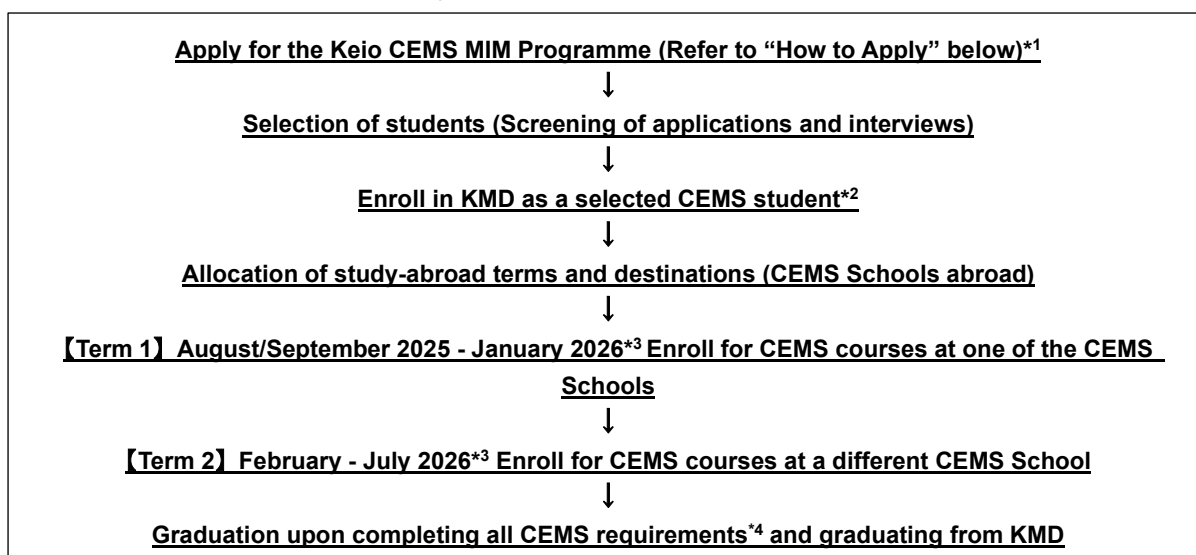 Apply for the Keio CEMS MIM Programme (Refer to “How to Apply” below)*1
↓
Selection of students (Screening of applications and interviews)
↓
Enroll in KMD as a selected CEMS student*2
↓
Allocation of study-abroad terms and destinations (CEMS Schools abroad)
↓
【Term 1】 August/September 2025 - January 2026*3 Enroll for CEMS courses at one of the CEMS
Schools
↓
【Term 2】 February - July 2026*3 Enroll for CEMS courses at a different CEMS School
↓
Graduation upon completing all CEMS requirements*4 and graduating from KMD